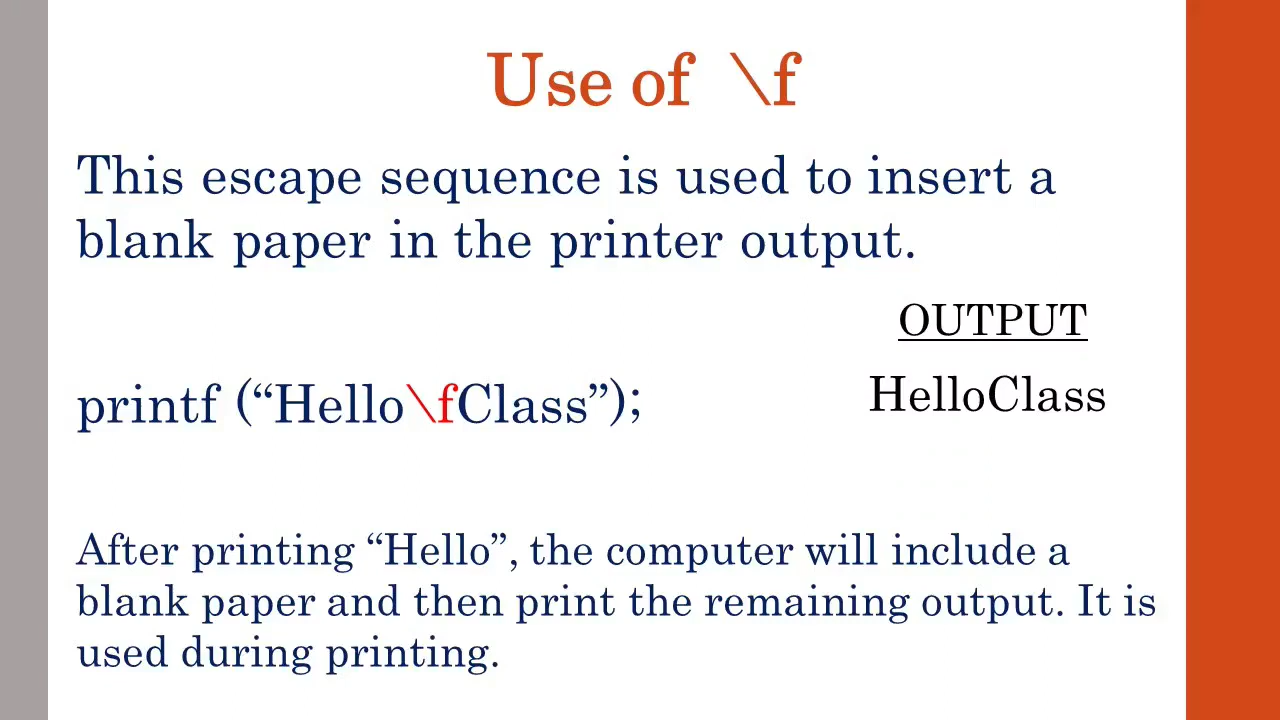 Use of \f
This escape sequence is used to insert a
blank paper in the printer output.
OUTPUT
printf (“Hello\fClass”);
HelloClass
After printing “Hello”, the computer will include a
blank paper and then print the remaining output. It is
used during printing.